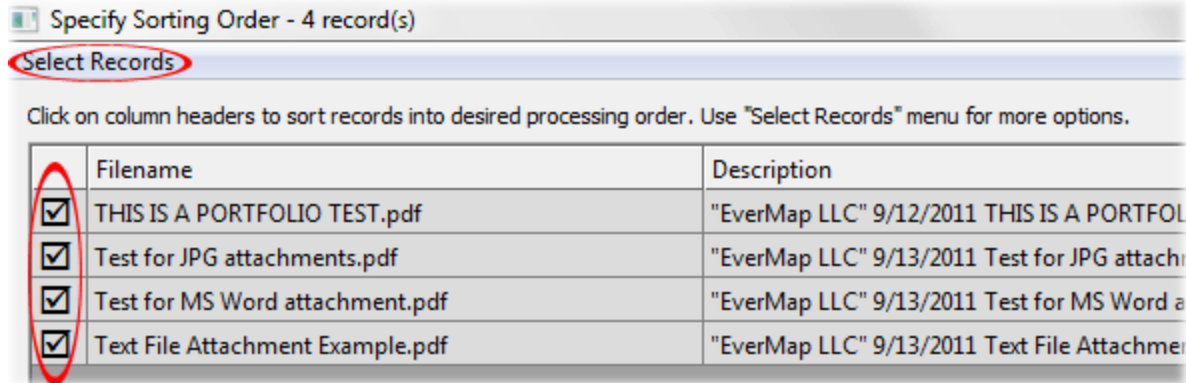 Specify Sorting Order - 4 record(s)
Select Records
Click on column headers to sort records into desired processing order. Use "Select Records" menu for more options.
Filename Description
THIS IS A PORTFOLIO TEST.pdf "EverMap LLC" 9/12/2011 THIS IS A PORTFOL
Test for JPG attachments.pdf "EverMap LLC" 9/13/2011 Test for JPG attach
Test for MS Word attachment.pdf "EverMap LLC" 9/13/2011 Test for MS Word a
Text File Attachment Example.pdf "EverMap LLC" 9/13/2011 Text File Attachme